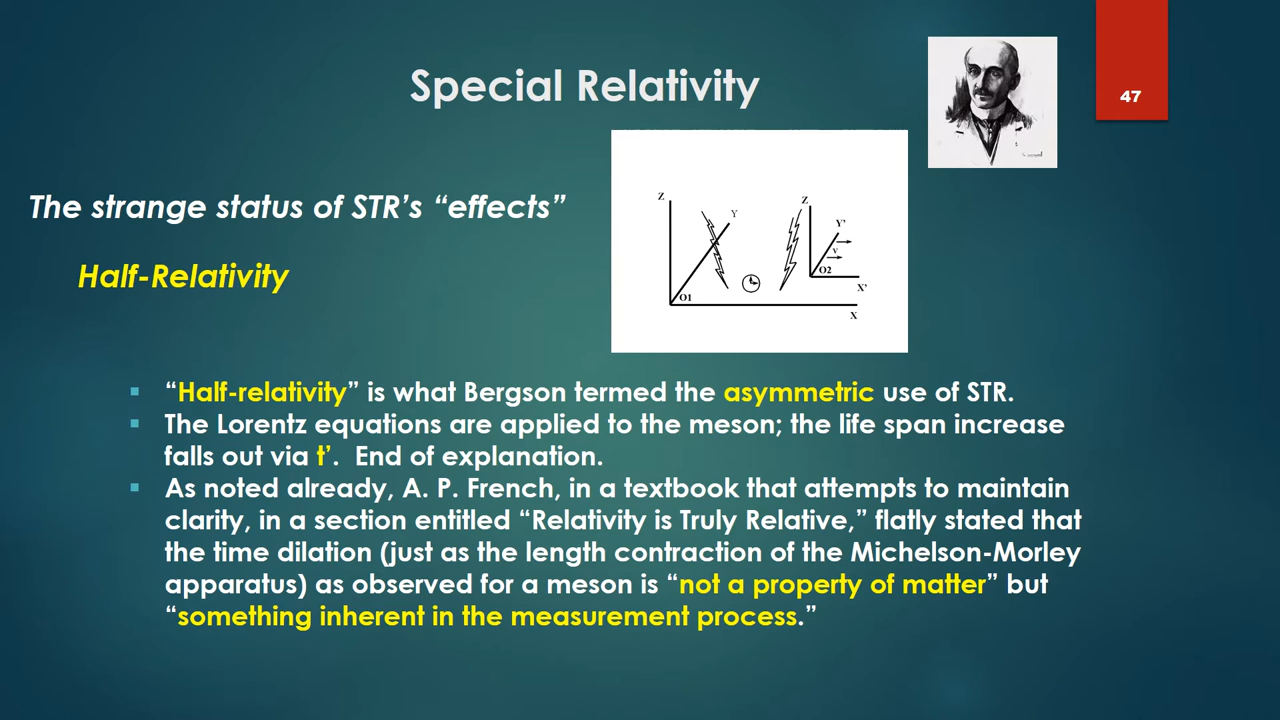 Special Relativity
47
The strange status of STR’s “effects”
Half-Relativity
Z
Y
O1
X
Z
Y'
v
O2
X'
▪ “Half-relativity” is what Bergson termed the asymmetric use of STR.
▪ The Lorentz equations are applied to the meson; the life span increase
falls out via t’. End of explanation.
▪ As noted already, A. P. French, in a textbook that attempts to maintain
clarity, in a section entitled “Relativity is Truly Relative,” flatly stated that
the time dilation (just as the length contraction of the Michelson-Morley
apparatus) as observed for a meson is “not a property of matter” but
“something inherent in the measurement process.”